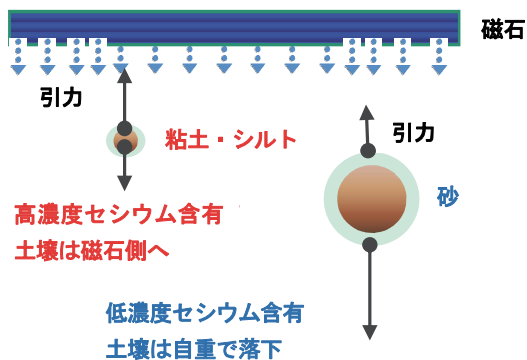 磁石
引力
引力
粘土・シルト
砂
高濃度セシウム含有
土壌は磁石側へ
低濃度セシウム含有
土壌は自重で落下